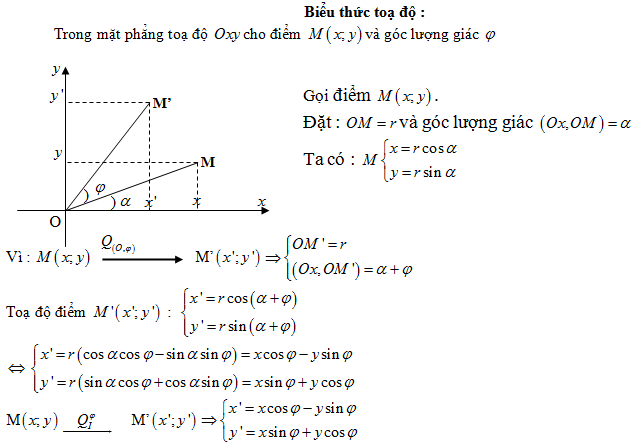 Biểu thức toạ độ :
Trong mặt phẳng toạ độ Oxy cho điểm M(x;y) và góc lượng giác φ
y
y'
M'
y
M
φ
α
x'
x
x
O
Gọi điểm M(x;y).
Đặt : OM = r và góc lượng giác (Ox,OM) = α
Ta có : M { x = r cos α
y = r sin α
Vì : M(x;y) Q(O,φ) ⟶ M'(x';y') ⇒ { OM' = r
(Ox,OM') = α + φ
Toạ độ điểm M'(x';y') : { x' = r cos(α + φ)
y' = r sin(α + φ)
⇔ { x' = r(cos α cos φ − sin α sin φ) = x cos φ − y sin φ
y' = r(sin α cos φ + cos α sin φ) = x sin φ + y cos φ
M(x;y) Q_I^φ M'(x';y') ⇒ { x' = x cos φ − y sin φ
y' = x sin φ + y cos φ